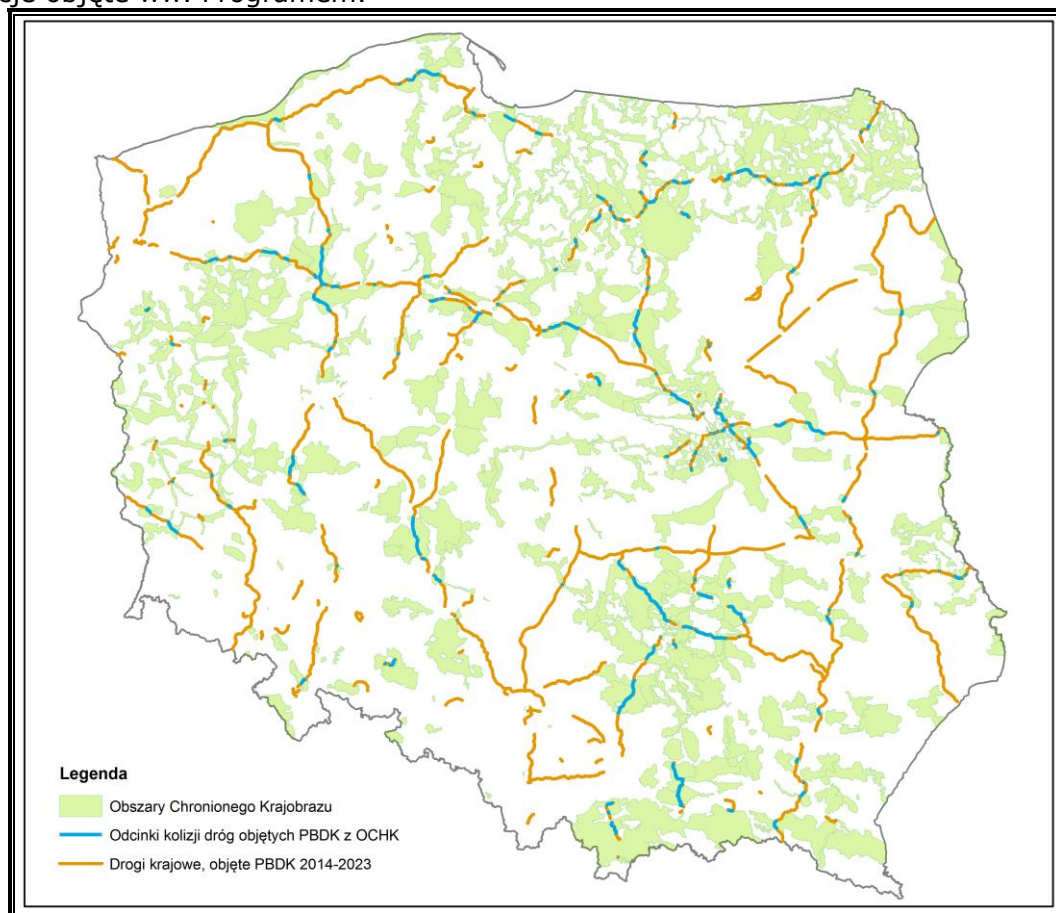 objęte ww. Programem.
Legenda
Obszary Chronionego Krajobrazu
Odcinki kolizji dróg objętych PBDK z OCHK
Drogi krajowe, objęte PBDK 2014-2023